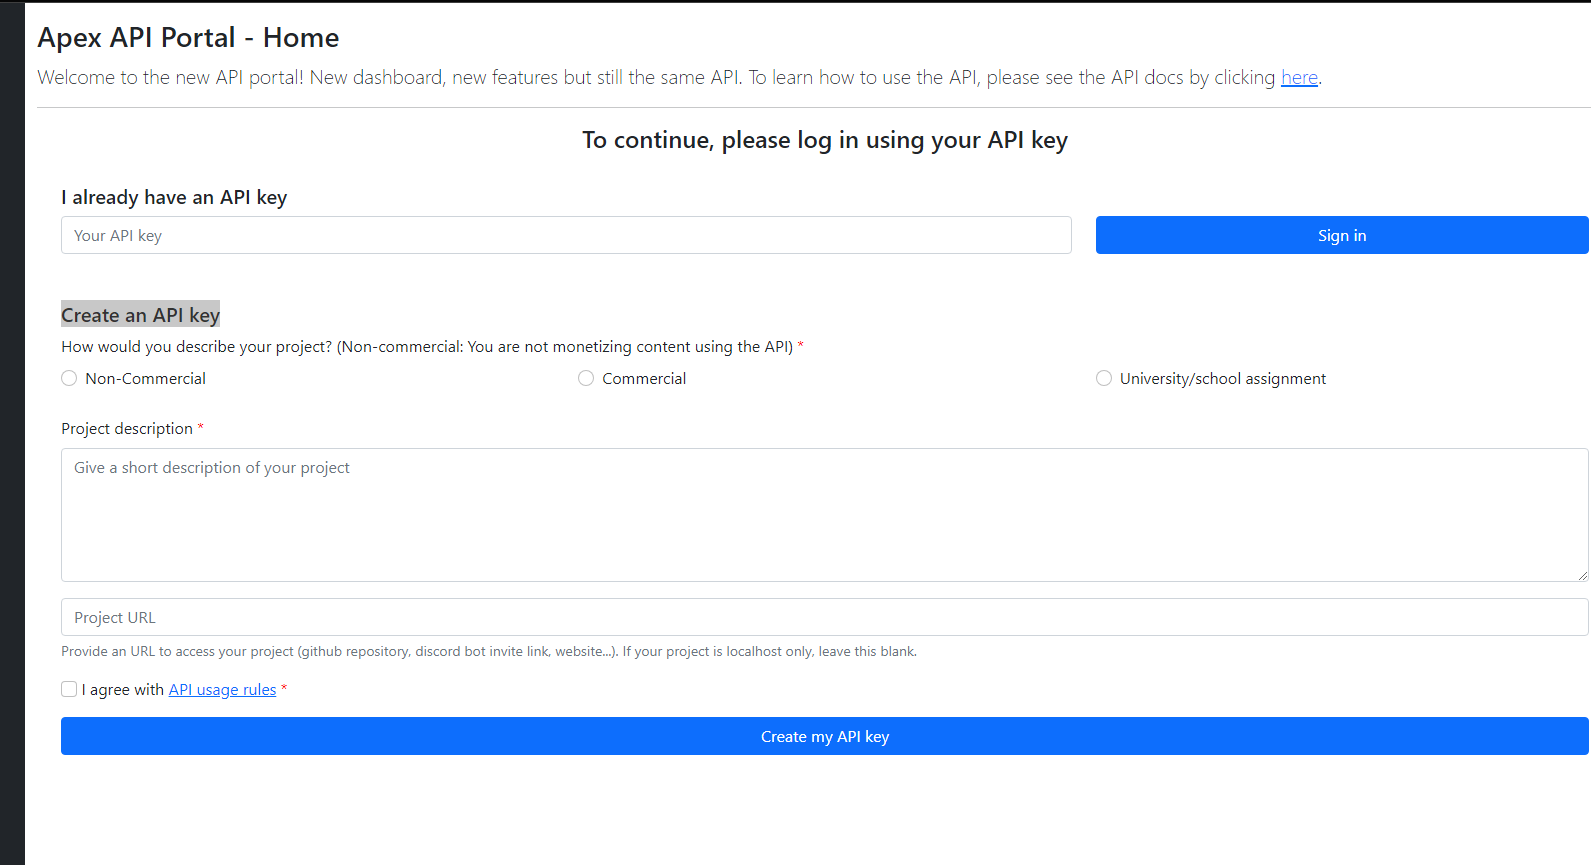 Apex API Portal - Home
Welcome to the new API portal! New dashboard, new features but still the same API. To learn how to use the API, please see the API docs by clicking here.
To continue, please log in using your API key
I already have an API key
Your API key
Sign in
Create an API key
How would you describe your project? (Non-commercial: You are not monetizing content using the API) *
Non-Commercial
Commercial
University/school assignment
Project description *
Give a short description of your project
Project URL
Provide an URL to access your project (github repository, discord bot invite link, website...). If your project is localhost only, leave this blank.
I agree with API usage rules *
Create my API key